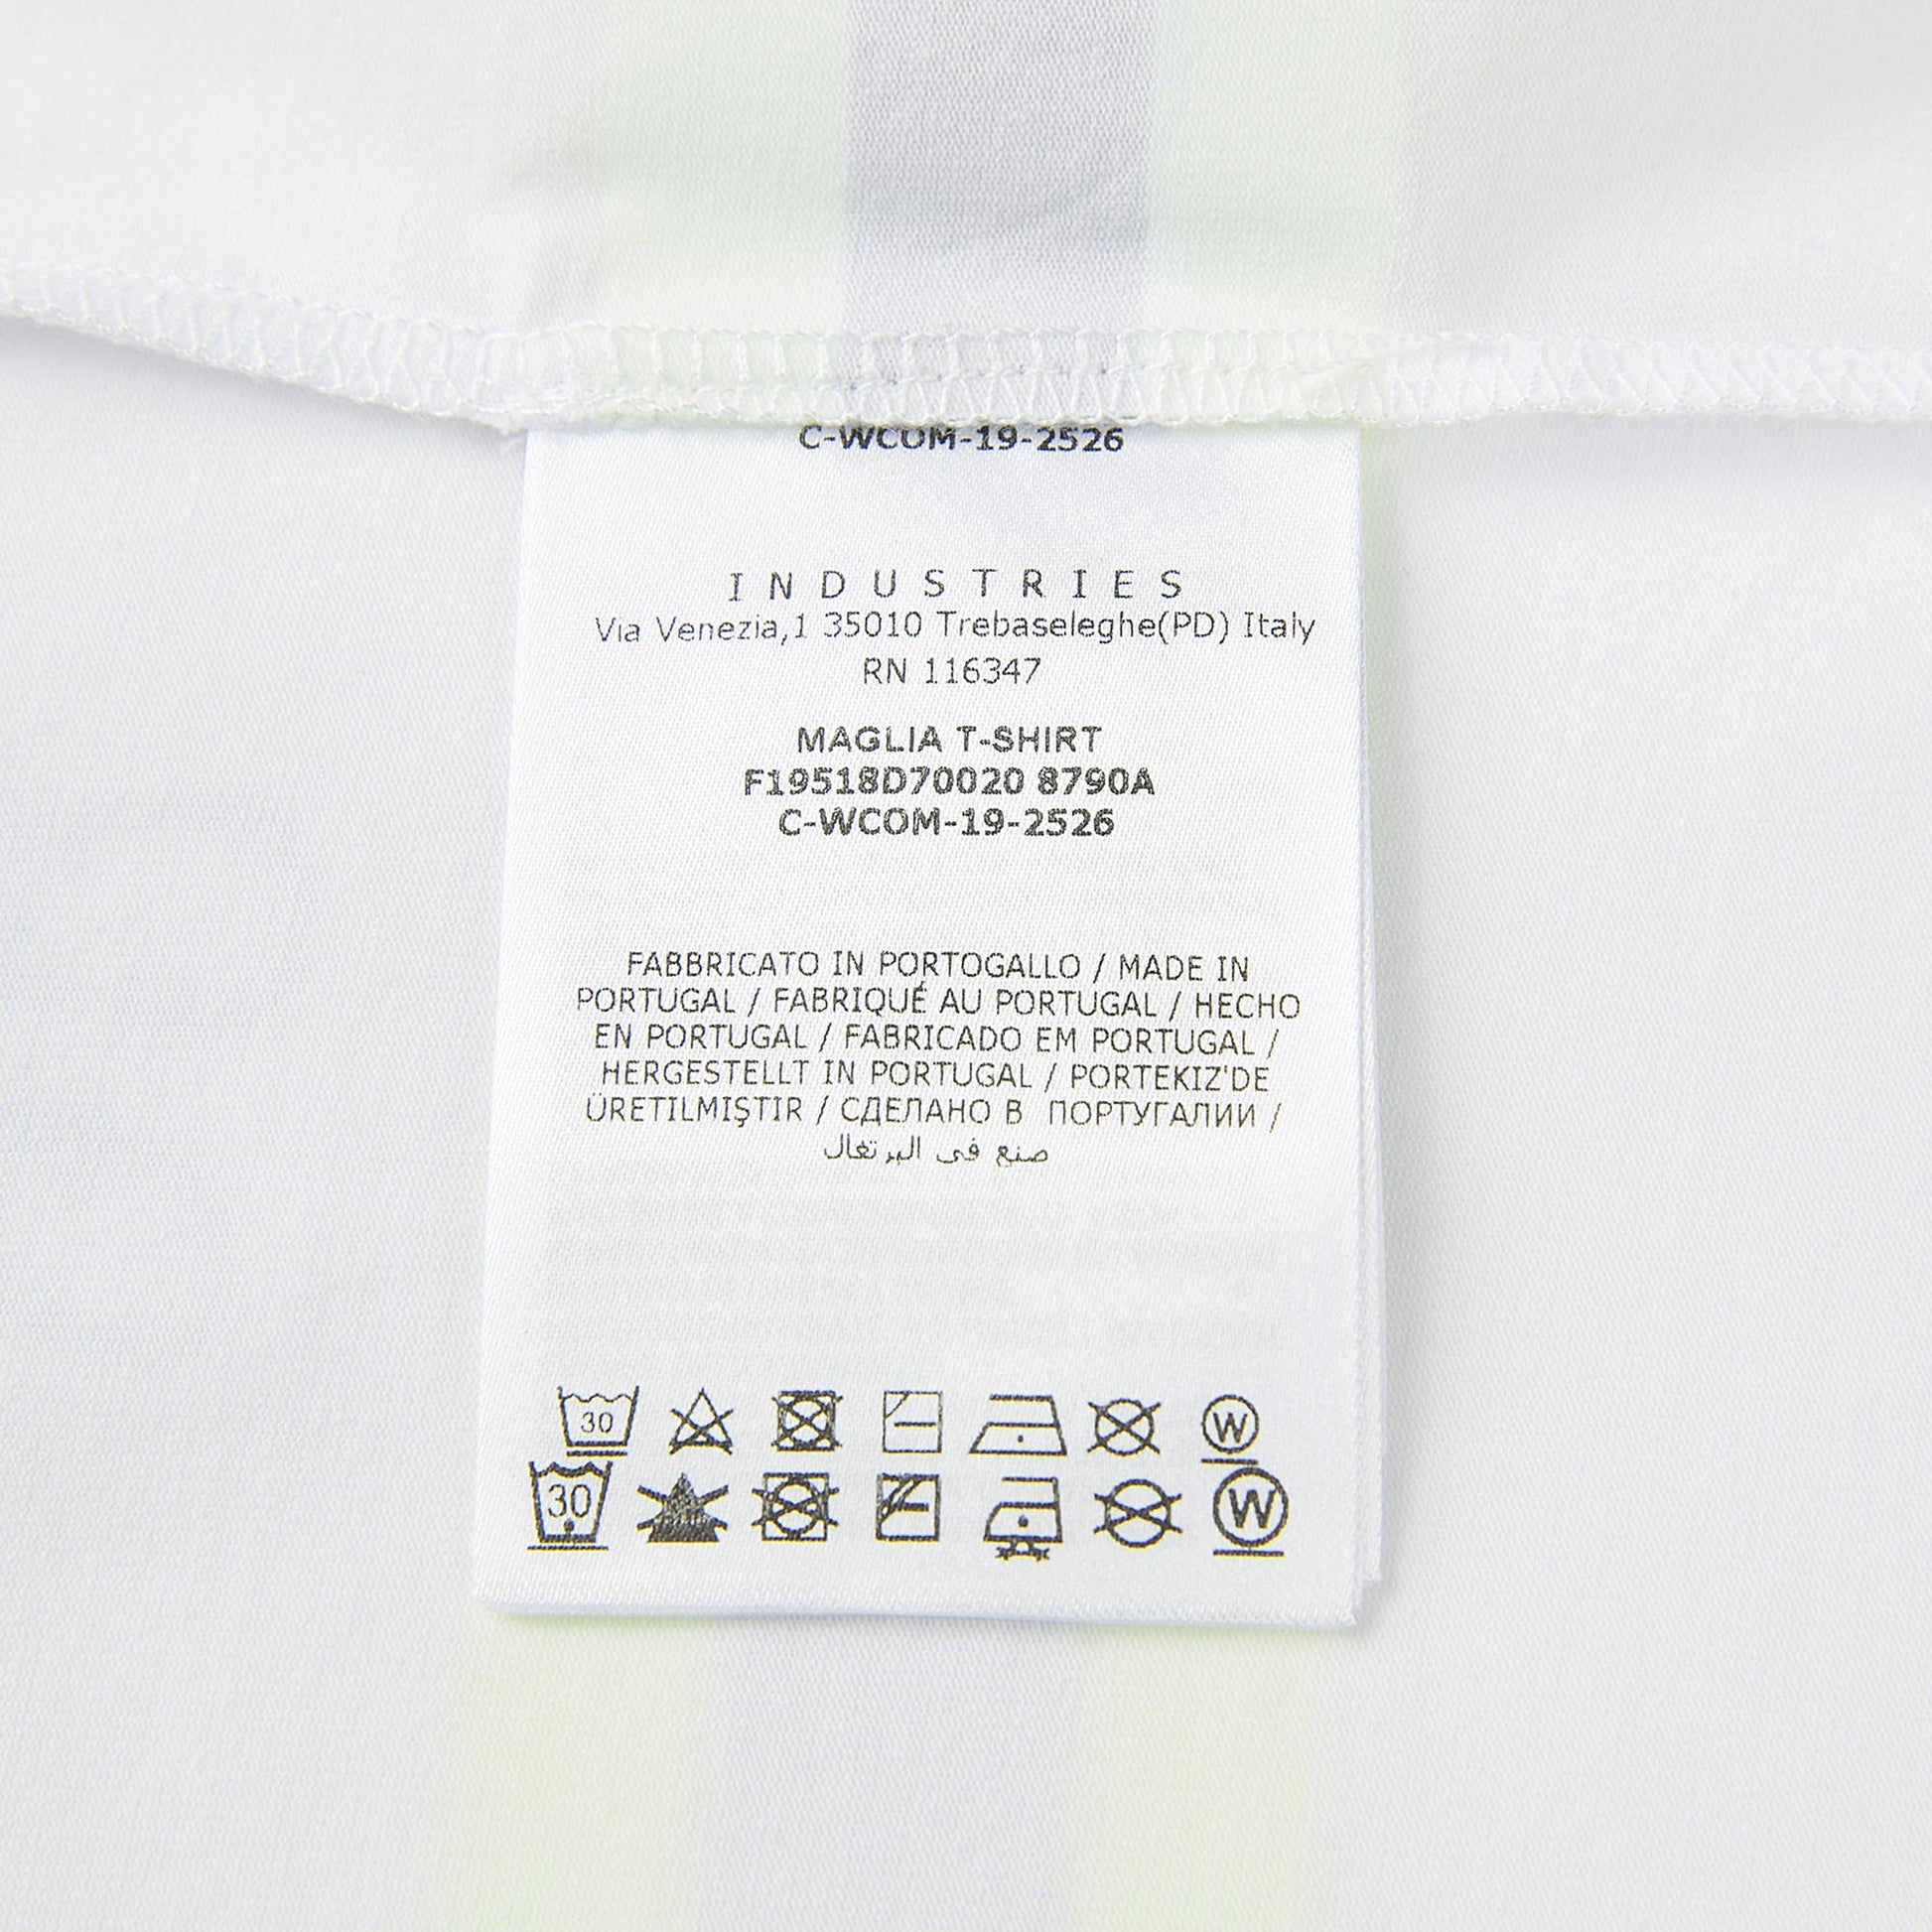 C-WCOM-19-2526
INDUSTRIES
Via Venezia,1 35010 Trebaseleghe(PD) Italy
RN 116347
MAGLIA T-SHIRT
F19518D70020 8790A
C-WCOM-19-2526
FABBRICATO IN PORTOGALLO / MADE IN
PORTUGAL / FABRIQUÉ AU PORTUGAL / HECHO
EN PORTUGAL / FABRICADO EM PORTUGAL /
HERGESTELLT IN PORTUGAL / PORTEKIZ'DE
ÜRETILMIŞTIR / СДЕЛАНО В ПОРТУГАЛИИ /
صنع في البرتغال
30 W
30 W